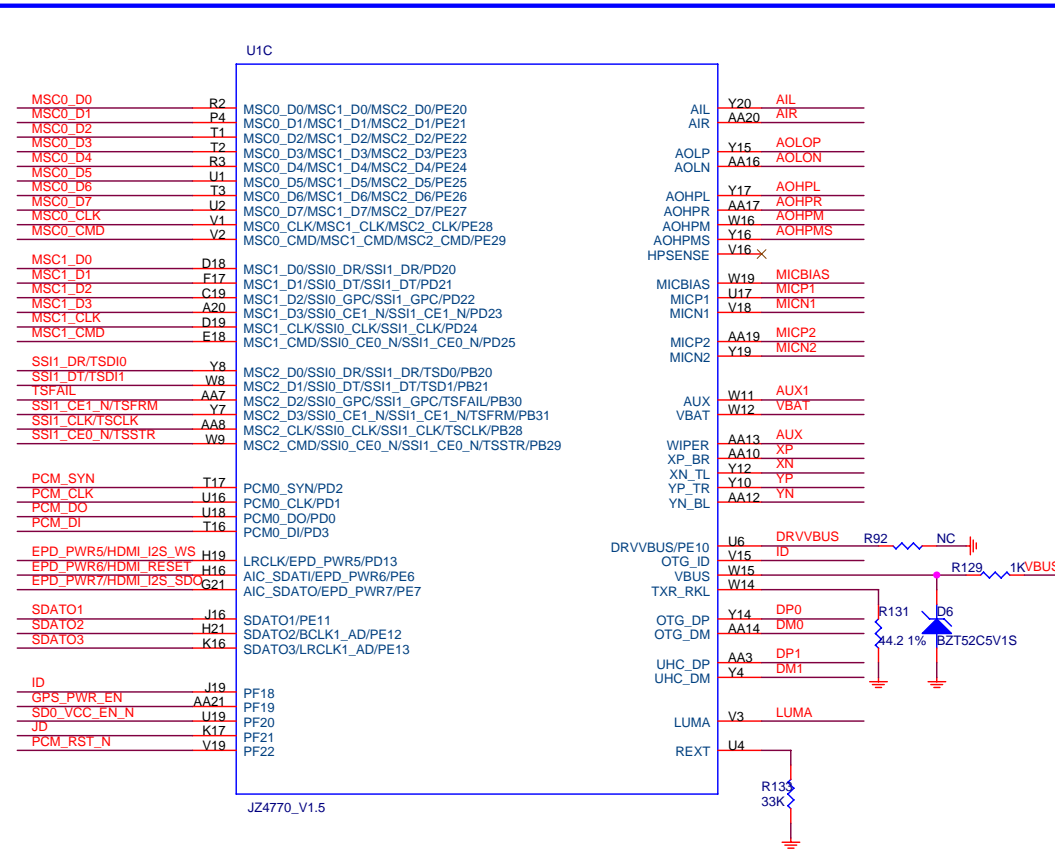 U1C
MSC0_D0 R2 MSC0_D0/MSC1_D0/MSC2_D0/PE20
MSC0_D1 P4 MSC0_D1/MSC1_D1/MSC2_D1/PE21
MSC0_D2 T1 MSC0_D2/MSC1_D2/MSC2_D2/PE22
MSC0_D3 T2 MSC0_D3/MSC1_D3/MSC2_D3/PE23
MSC0_D4 R3 MSC0_D4/MSC1_D4/MSC2_D4/PE24
MSC0_D5 U1 MSC0_D5/MSC1_D5/MSC2_D5/PE25
MSC0_D6 T3 MSC0_D6/MSC1_D6/MSC2_D6/PE26
MSC0_D7 U2 MSC0_D7/MSC1_D7/MSC2_D7/PE27
MSC0_CLK V1 MSC0_CLK/MSC1_CLK/MSC2_CLK/PE28
MSC0_CMD V2 MSC0_CMD/MSC1_CMD/MSC2_CMD/PE29
MSC1_D0 D18 MSC1_D0/SSI0_DR/SSI1_DR/PD20
MSC1_D1 F17 MSC1_D1/SSI0_DT/SSI1_DT/PD21
MSC1_D2 C19 MSC1_D2/SSI0_GPC/SSI1_GPC/PD22
MSC1_D3 A20 MSC1_D3/SSI0_CE1_N/SSI1_CE1_N/PD23
MSC1_CLK D19 MSC1_CLK/SSI0_CLK/SSI1_CLK/PD24
MSC1_CMD E18 MSC1_CMD/SSI0_CE0_N/SSI1_CE0_N/PD25
SSI1_DR/TSDI0 Y8 MSC2_D0/SSI0_DR/SSI1_DR/TSD0/PB20
SSI1_DT/TSDI1 W8 MSC2_D1/SSI0_DT/SSI1_DT/TSD1/PB21
TSFAIL AA7 MSC2_D2/SSI0_GPC/SSI1_GPC/TSFAIL/PB30
SSI1_CE1_N/TSFRM Y7 MSC2_D3/SSI0_CE1_N/SSI1_CE1_N/TSFRM/PB31
SSI1_CLK/TSCLK AA8 MSC2_CLK/SSI0_CLK/SSI1_CLK/TSCLK/PB28
SSI1_CE0_N/TSSTR W9 MSC2_CMD/SSI0_CE0_N/SSI1_CE0_N/TSSTR/PB29
PCM_SYN T17 PCM0_SYN/PD2
PCM_CLK U16 PCM0_CLK/PD1
PCM_DO U18 PCM0_DO/PD0
PCM_DI T16 PCM0_DI/PD3
EPD_PWR5/HDMI_I2S_WS H19 LRCLK/EPD_PWR5/PD13
EPD_PWR6/HDMI_RESET H16 AIC_SDATI/EPD_PWR6/PE6
EPD_PWR7/HDMI_I2S_SDO G21 AIC_SDATO/EPD_PWR7/PE7
SDATO1 J16 SDATO1/PE11
SDATO2 H21 SDATO2/BCLK1_AD/PE12
SDATO3 K16 SDATO3/LRCLK1_AD/PE13
ID J19 PF18
GPS_PWR_EN AA21 PF19
SD0_VCC_EN_N U19 PF20
JD K17 PF21
PCM_RST_N V19 PF22
AIL Y20 AIL
AIR AA20 AIR
AOLP Y15 AOLOP
AOLN AA16 AOLON
AOHPL Y17 AOHPL
AOHPR AA17 AOHPR
AOHPM W16 AOHPM
AOHPMS Y16 AOHPMS
HPSENSE V16
MICBIAS W19 MICBIAS
MICP1 U17 MICP1
MICN1 V18 MICN1
MICP2 AA19 MICP2
MICN2 Y19 MICN2
AUX W11 AUX1
VBAT W12 VBAT
WIPER AA13 AUX
XP_BR AA10 XP
XN_TL Y12 XN
YP_TR Y10 YP
YN_BL AA12 YN
DRVVBUS/PE10 U6 DRVVBUS R92 NC
OTG_ID V15 ID
VBUS W15 R129 1K VBUS
TXR_RKL W14
R131 D6
44.2 1% BZT52C5V1S
OTG_DP Y14 DP0
OTG_DM AA14 DM0
UHC_DP AA3 DP1
UHC_DM Y4 DM1
LUMA V3 LUMA
REXT U4
R133
33K
JZ4770_V1.5